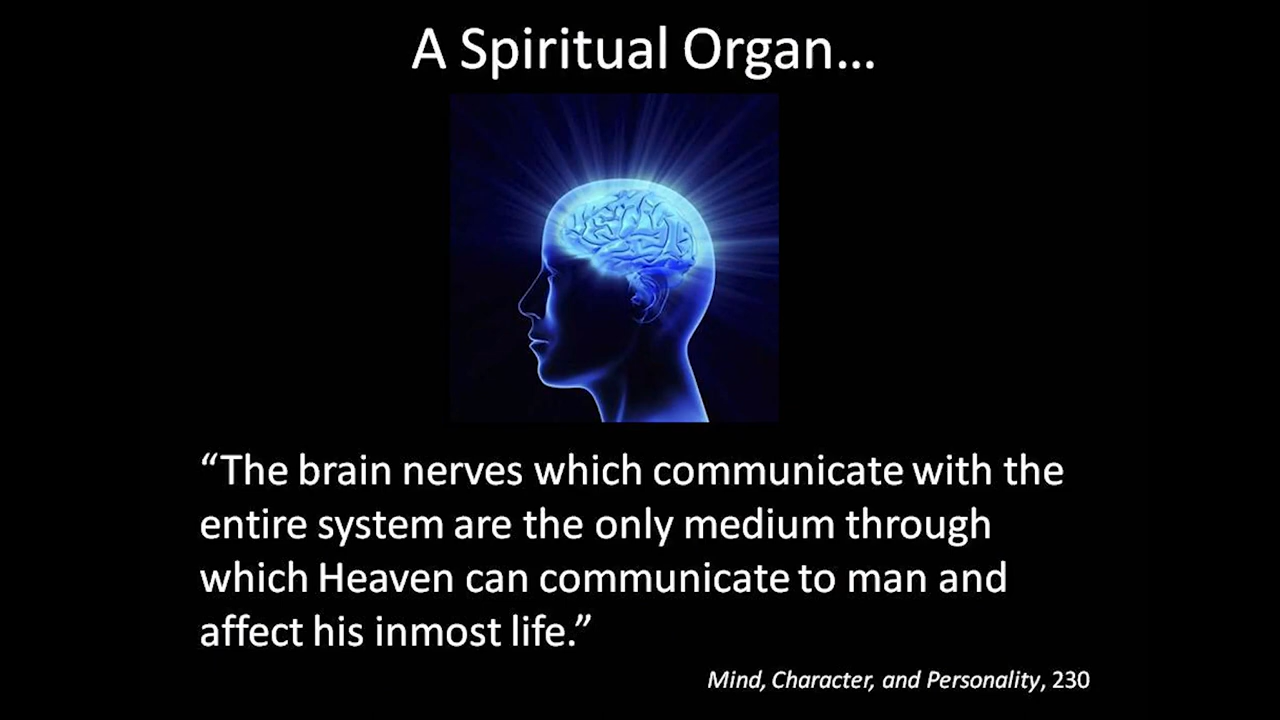 A Spiritual Organ...
“The brain nerves which communicate with the
entire system are the only medium through
which Heaven can communicate to man and
affect his inmost life.”
Mind, Character, and Personality, 230